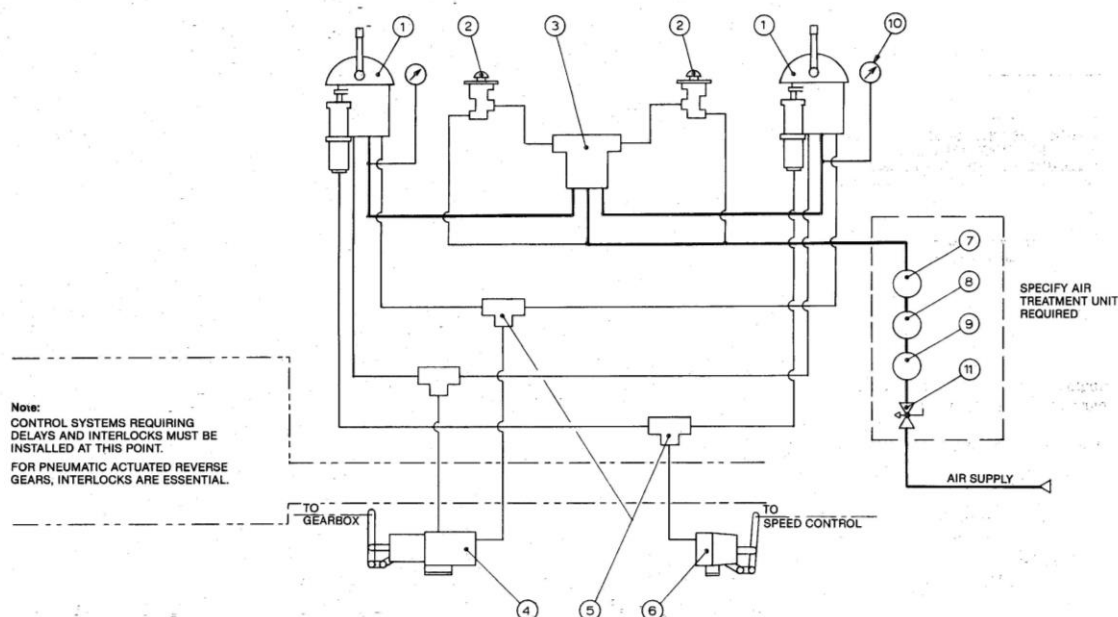 1
2
3
2
1
10
7
8
9
11
SPECIFY AIR
TREATMENT UNIT
REQUIRED
Note:
CONTROL SYSTEMS REQUIRING
DELAYS AND INTERLOCKS MUST BE
INSTALLED AT THIS POINT.
FOR PNEUMATIC ACTUATED REVERSE
GEARS, INTERLOCKS ARE ESSENTIAL.
AIR SUPPLY
TO
GEARBOX
TO
SPEED CONTROL
4
5
6